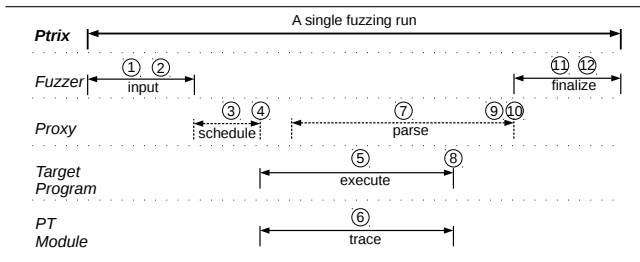 A single fuzzing run
Ptrix
① ② ⑪ ⑫
Fuzzer input finalize
③ ④ ⑦ ⑨ ⑩
Proxy schedule parse
⑤ ⑧
Target
Program execute
⑥
PT
Module trace